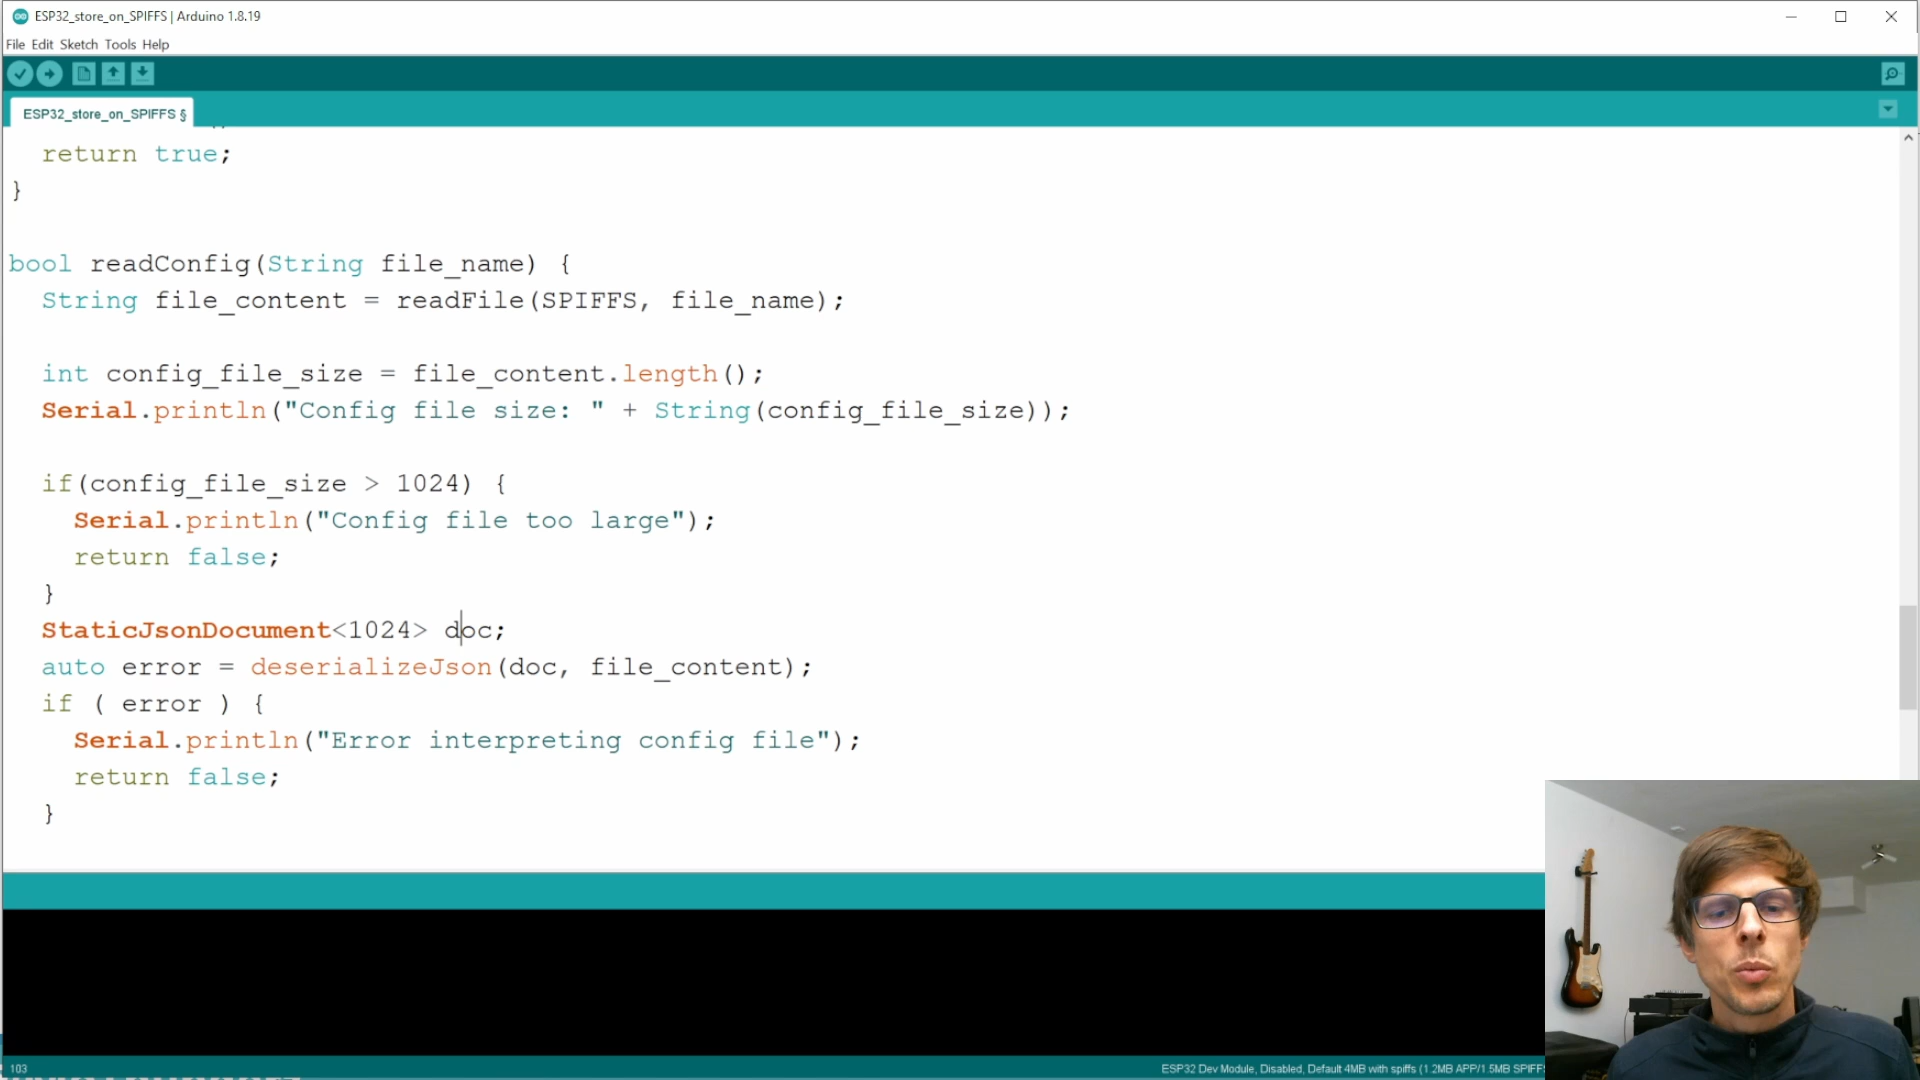 ESP32_store_on_SPIFFS | Arduino 1.8.19
File Edit Sketch Tools Help
ESP32_store_on_SPIFFS §
return true;
}
bool readConfig(String file_name) {
String file_content = readFile(SPIFFS, file_name);
int config_file_size = file_content.length();
Serial.println("Config file size: " + String(config_file_size));
if(config_file_size > 1024) {
Serial.println("Config file too large");
return false;
}
StaticJsonDocument<1024> doc;
auto error = deserializeJson(doc, file_content);
if ( error ) {
Serial.println("Error interpreting config file");
return false;
}
103
ESP32 Dev Module, Disabled, Default 4MB with spiffs (1.2MB APP/1.5MB SPIFF